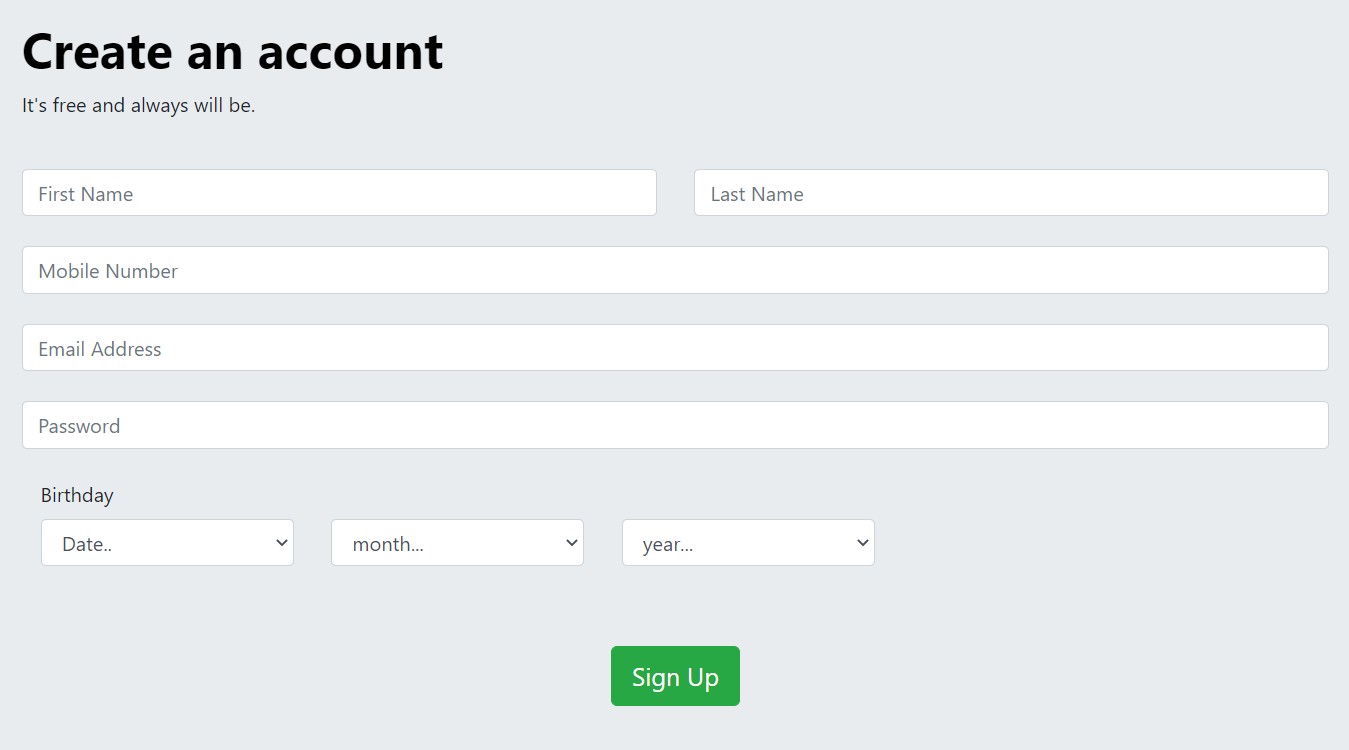 Create an account
It's free and always will be.
First Name Last Name
Mobile Number
Email Address
Password
Birthday
Date.. month... year...
Sign Up